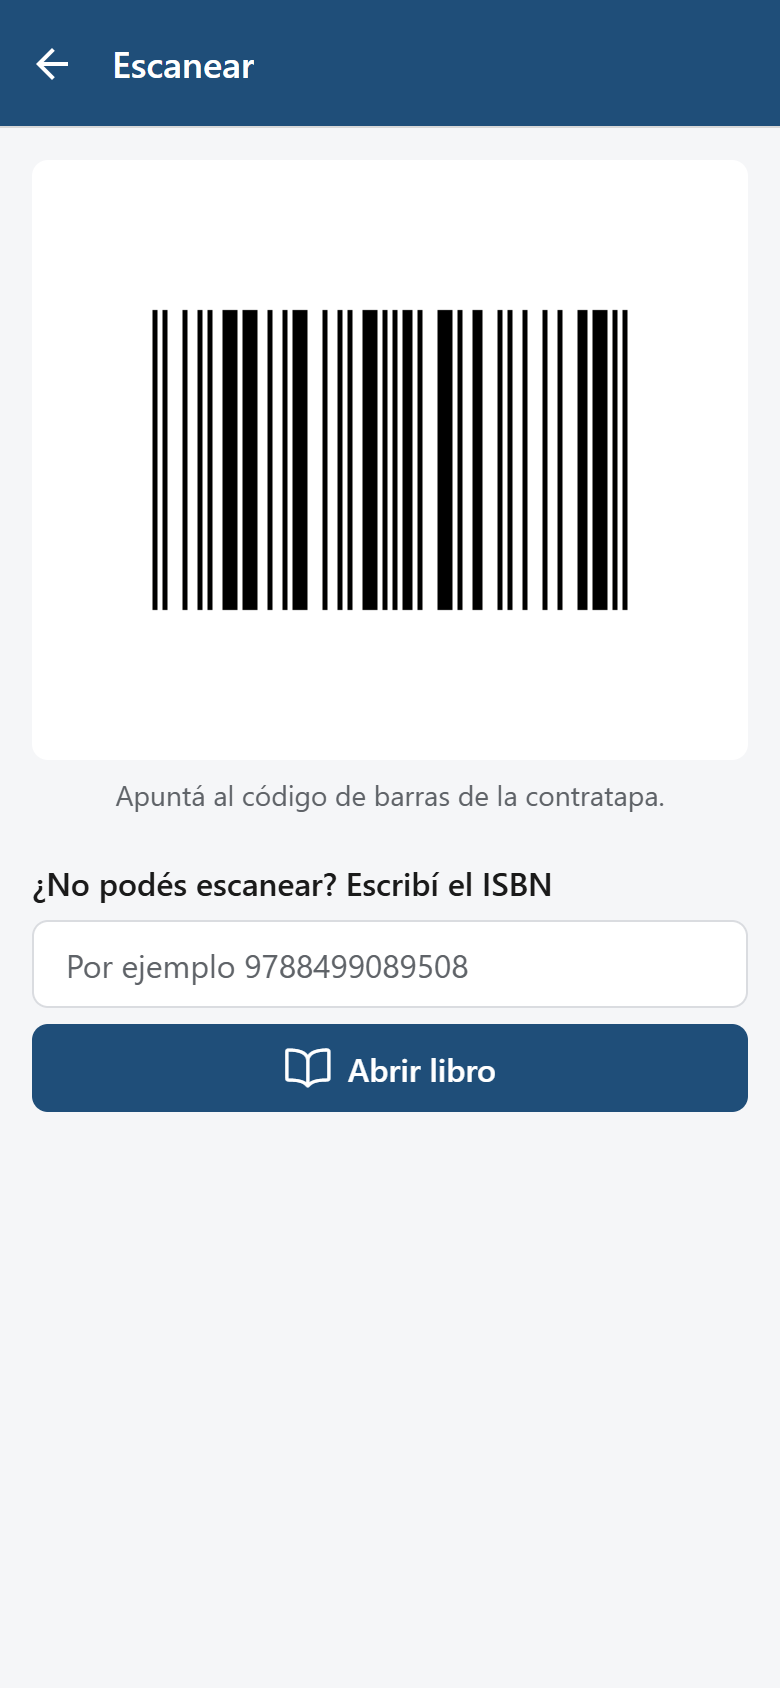 Escanear
Apuntá al código de barras de la contratapa.
¿No podés escanear? Escribí el ISBN
Por ejemplo 9788499089508
Abrir libro